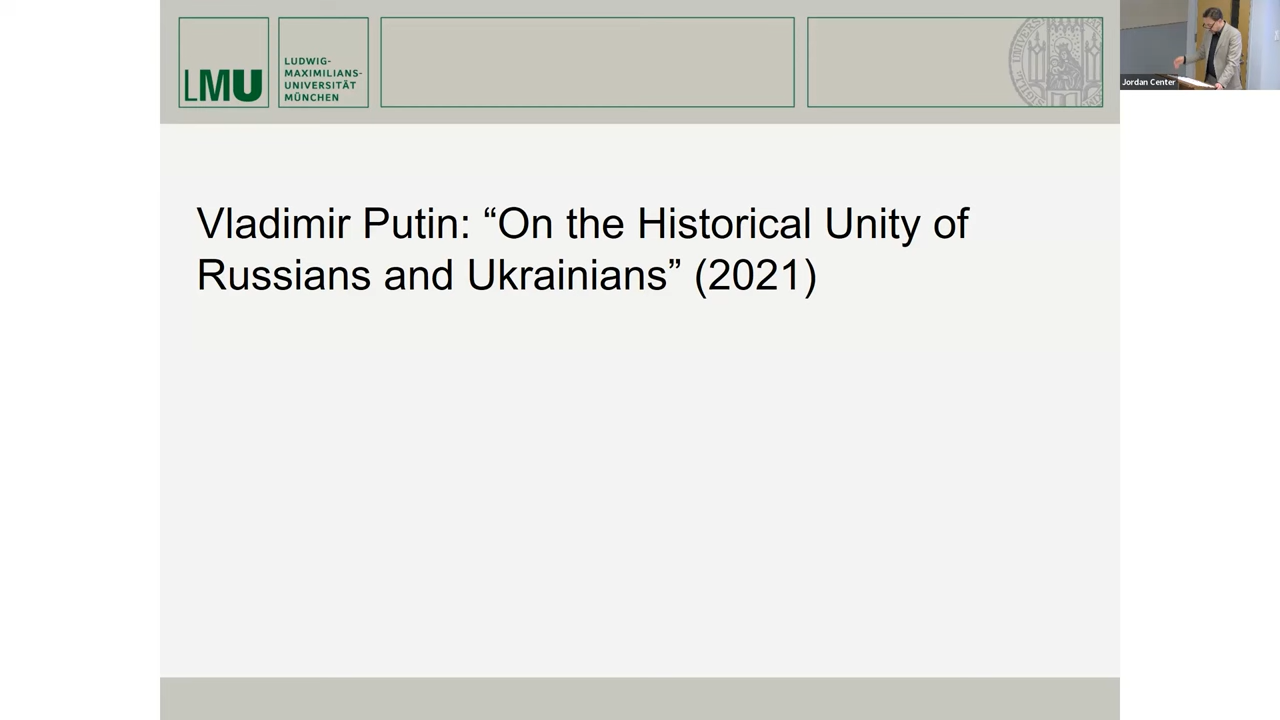 LMU
LUDWIG-
MAXIMILIANS-
UNIVERSITÄT
MÜNCHEN
Jordan Center
Vladimir Putin: “On the Historical Unity of
Russians and Ukrainians” (2021)